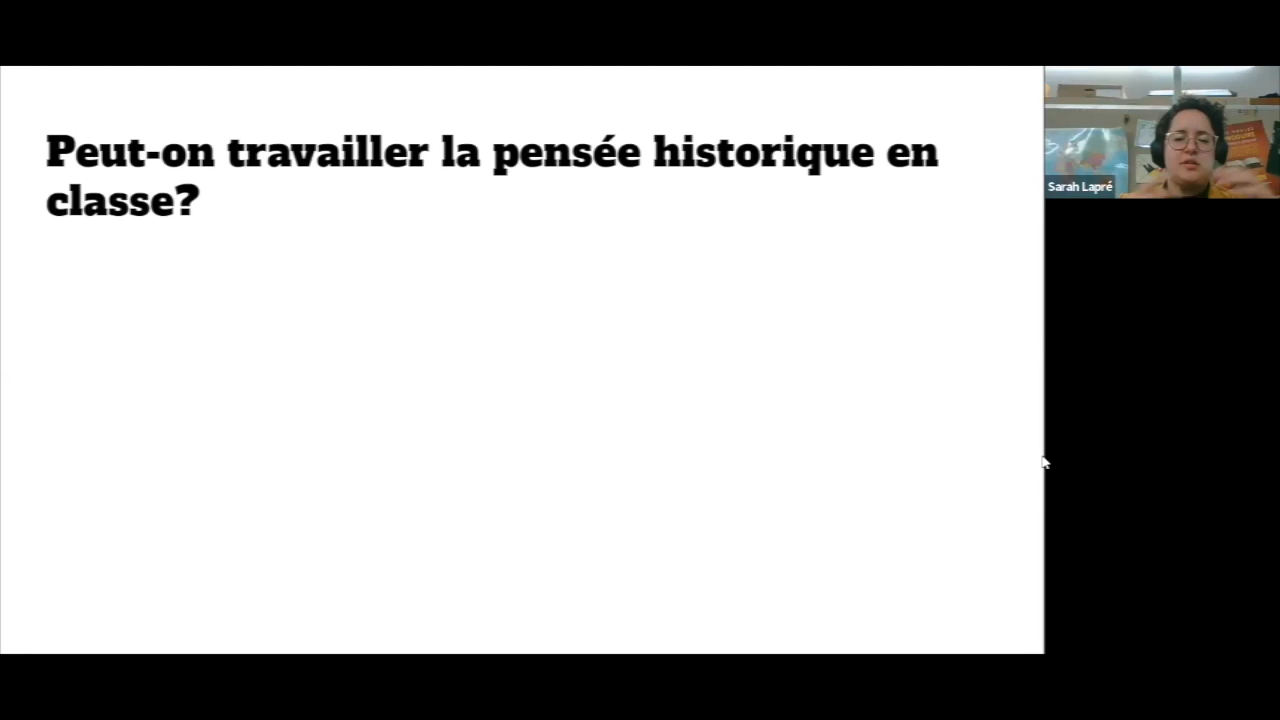 Peut-on travailler la pensée historique en
classe?
Sarah Lapré